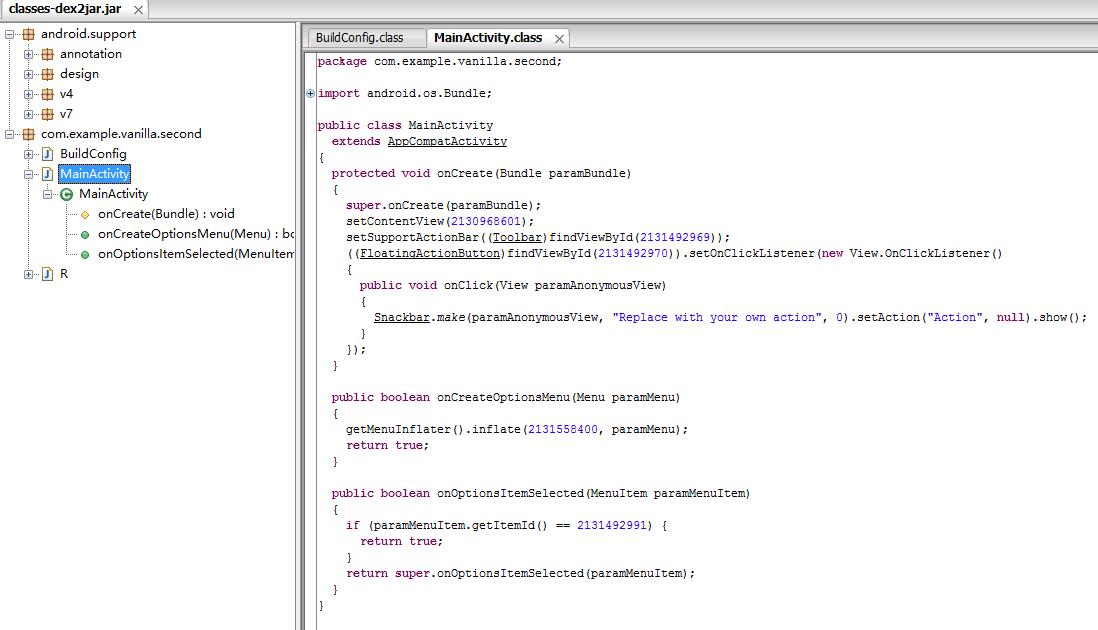 classes-dex2jar.jar
android.support
annotation
design
v4
v7
com.example.vanilla.second
BuildConfig
MainActivity
MainActivity
onCreate(Bundle) : void
onCreateOptionsMenu(Menu) : bo
onOptionsItemSelected(MenuItem
R
BuildConfig.class
MainActivity.class
package com.example.vanilla.second;
import android.os.Bundle;
public class MainActivity
extends AppCompatActivity
{
protected void onCreate(Bundle paramBundle)
{
super.onCreate(paramBundle);
setContentView(2130968601);
setSupportActionBar((Toolbar)findViewById(2131492969));
((FloatingActionButton)findViewById(2131492970)).setOnClickListener(new View.OnClickListener()
{
public void onClick(View paramAnonymousView)
{
Snackbar.make(paramAnonymousView, "Replace with your own action", 0).setAction("Action", null).show();
}
});
}
public boolean onCreateOptionsMenu(Menu paramMenu)
{
getMenuInflater().inflate(2131558400, paramMenu);
return true;
}
public boolean onOptionsItemSelected(MenuItem paramMenuItem)
{
if (paramMenuItem.getItemId() == 2131492991) {
return true;
}
return super.onOptionsItemSelected(paramMenuItem);
}
}